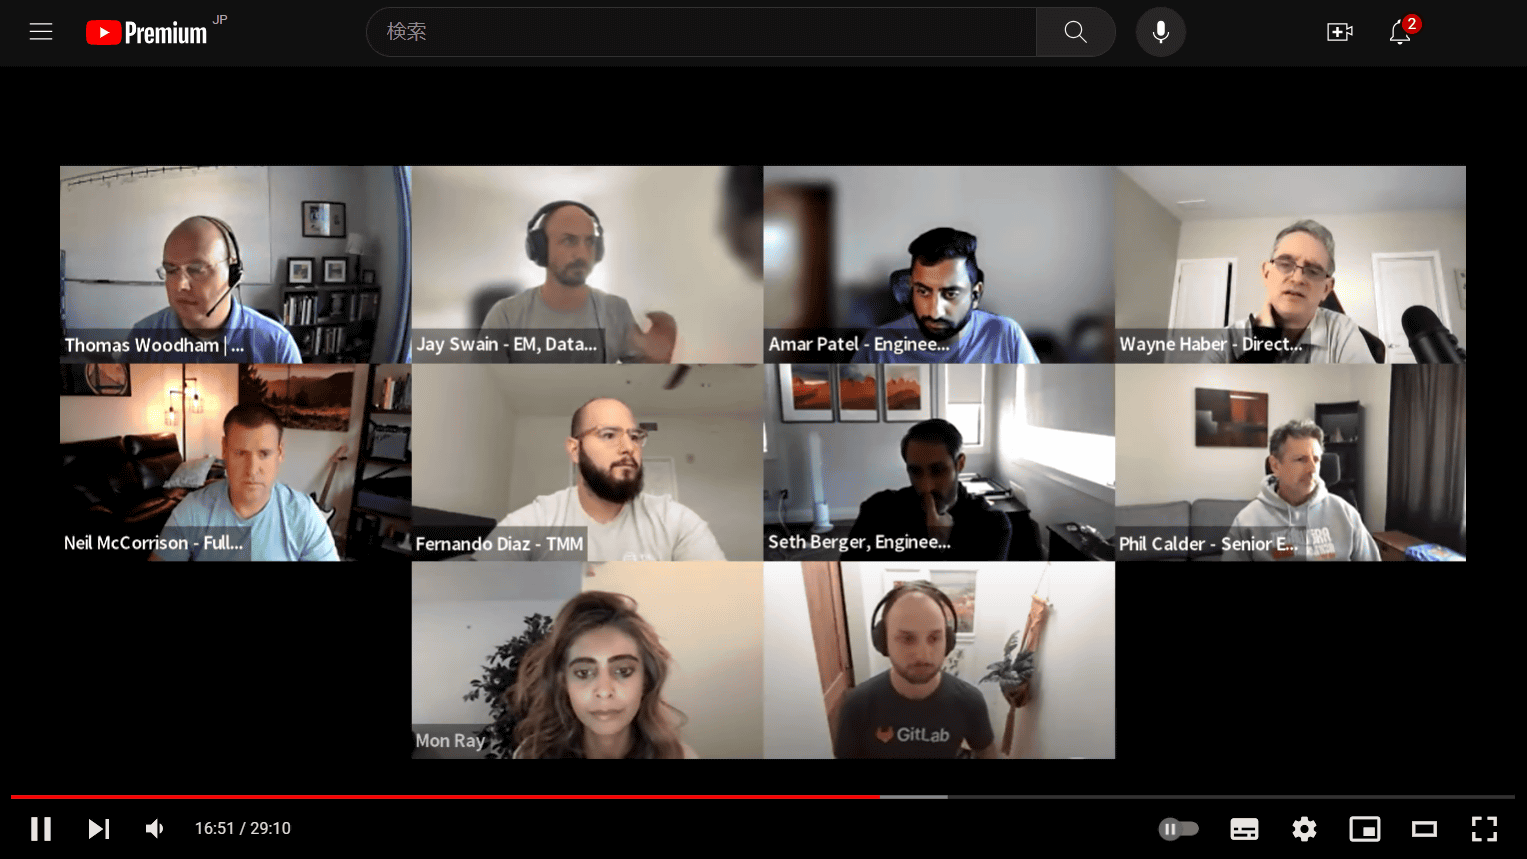 Premium JP
検索
2
Thomas Woodham | ...
Jay Swain - EM, Data...
Amar Patel - Enginee...
Wayne Haber - Direct...
Neil McCorrison - Full...
Fernando Diaz - TMM
Seth Berger, Enginee...
Phil Calder - Senior E...
Mon Ray
GitLab
16:51 / 29:10